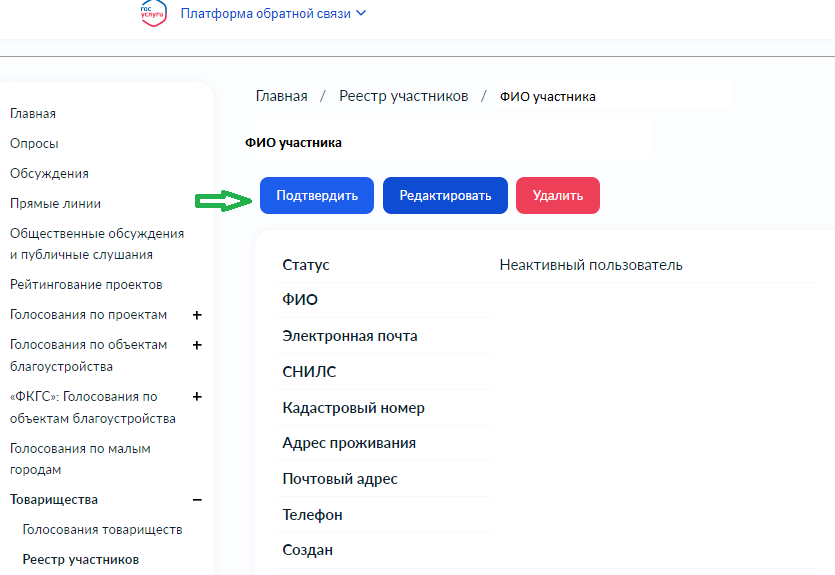 гос
услуги
Платформа обратной связи
Главная / Реестр участников / ФИО участника
ФИО участника
Подтвердить
Редактировать
Удалить
Главная
Опросы
Обсуждения
Прямые линии
Общественные обсуждения
и публичные слушания
Рейтингование проектов
Голосования по проектам +
Голосования по объектам +
благоустройства
«ФКГС»: Голосования по +
объектам благоустройства
Голосования по малым
городам
Товарищества −
Голосования товариществ
Реестр участников
Статус Неактивный пользователь
ФИО
Электронная почта
СНИЛС
Кадастровый номер
Адрес проживания
Почтовый адрес
Телефон
Создан